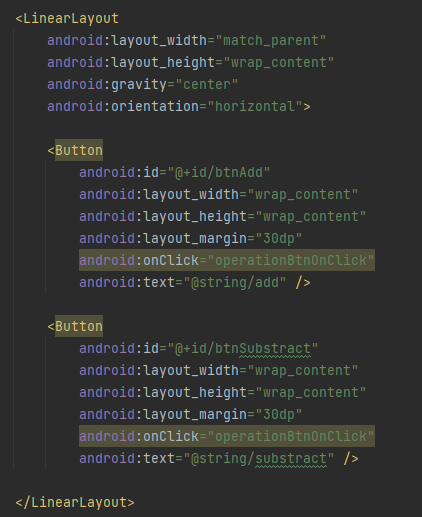 <LinearLayout
android:layout_width="match_parent"
android:layout_height="wrap_content"
android:gravity="center"
android:orientation="horizontal">
<Button
android:id="@+id/btnAdd"
android:layout_width="wrap_content"
android:layout_height="wrap_content"
android:layout_margin="30dp"
android:onClick="operationBtnOnClick"
android:text="@string/add" />
<Button
android:id="@+id/btnSubstract"
android:layout_width="wrap_content"
android:layout_height="wrap_content"
android:layout_margin="30dp"
android:onClick="operationBtnOnClick"
android:text="@string/substract" />
</LinearLayout>